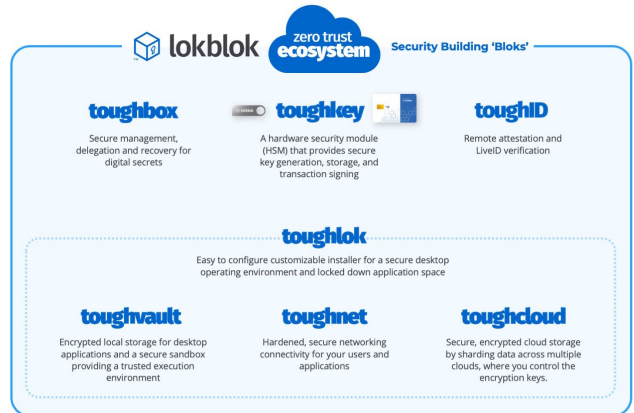 lokblok
zero trust
ecosystem
Security Building ‘Bloks’
toughbox
toughkey
toughID
Secure management,
delegation and recovery for
digital secrets
A hardware security module
(HSM) that provides secure
key generation, storage, and
transaction signing
Remote attestation and
LiveID verification
toughlok
Easy to configure customizable installer for a secure desktop
operating environment and locked down application space
toughvault
toughnet
toughcloud
Encrypted local storage for desktop
applications and a secure sandbox
providing a trusted execution
environment
Hardened, secure networking
connectivity for your users and
applications
Secure, encrypted cloud storage
by sharding data across multiple
clouds, where you control the
encryption keys.